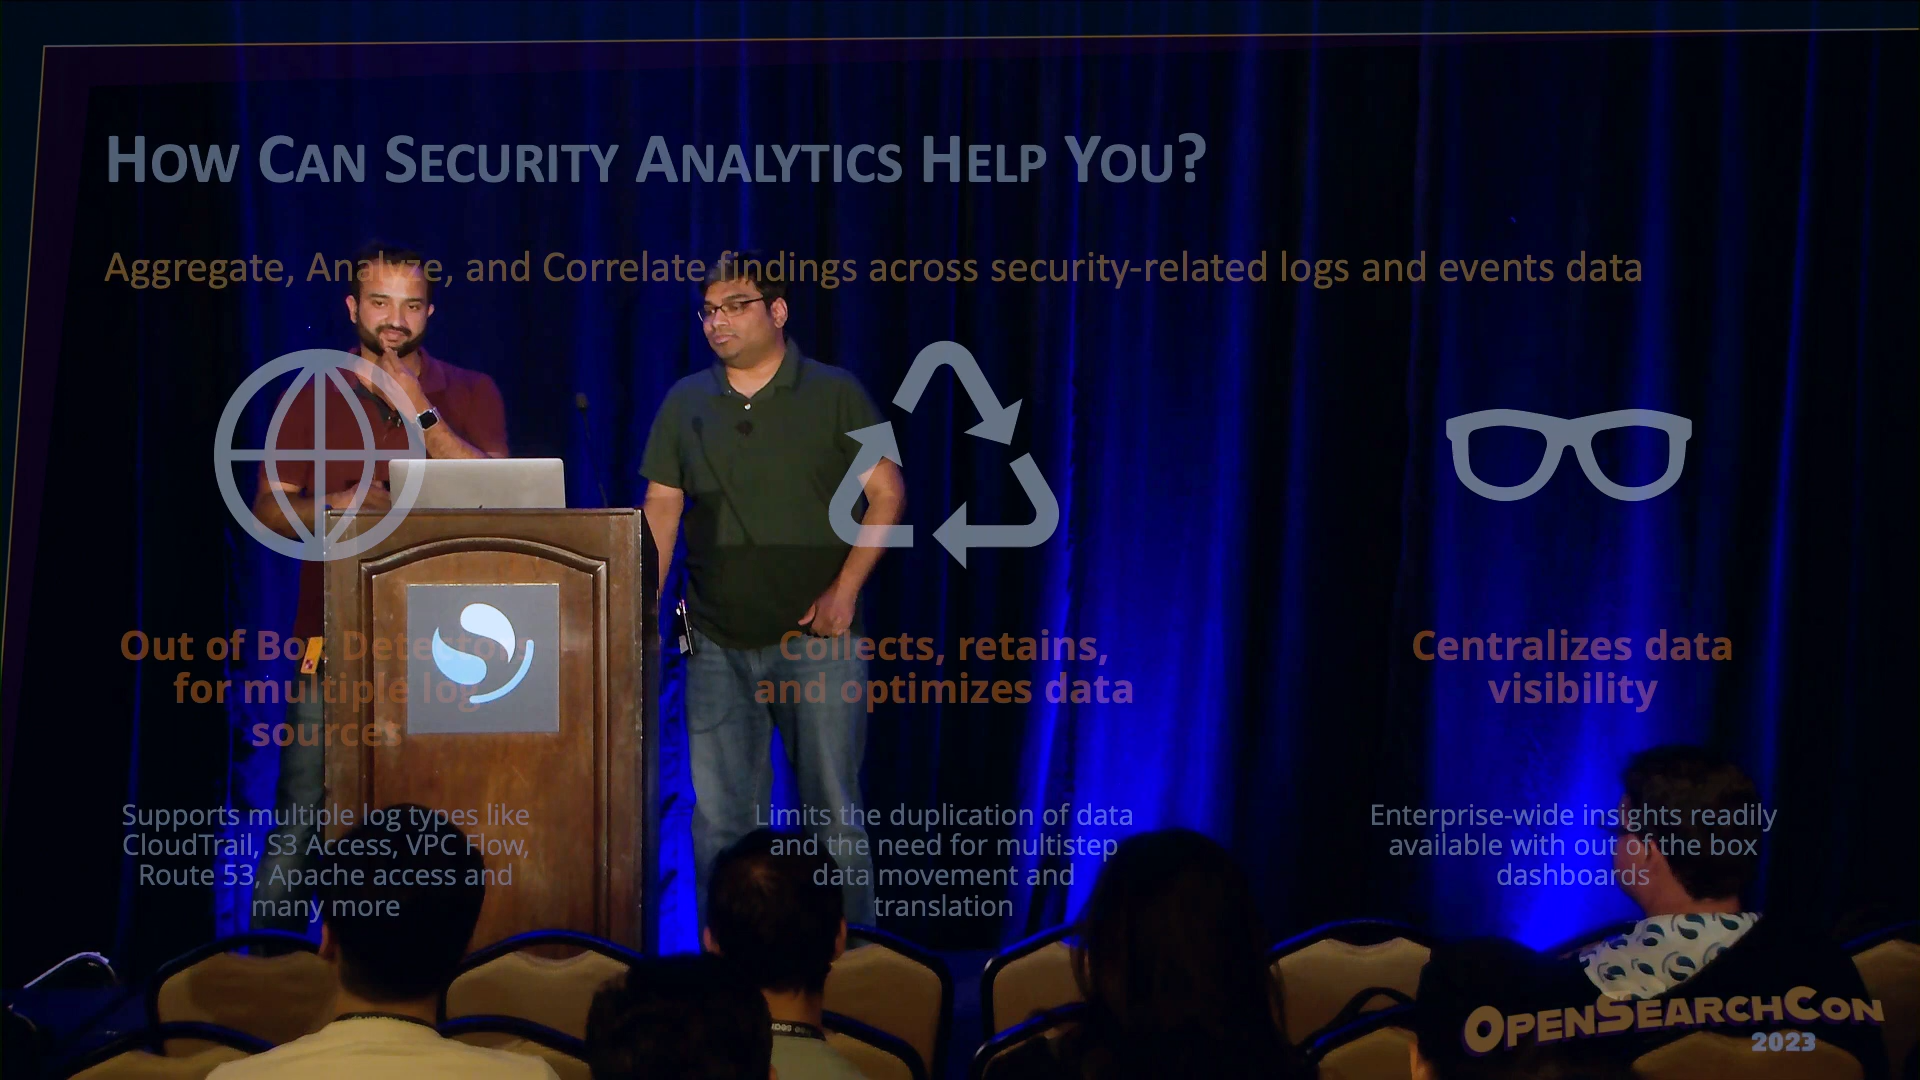 HOW CAN SECURITY ANALYTICS HELP YOU?
Aggregate, Analyze, and Correlate findings across security-related logs and events data
Out of Box Detectors
for multiple log
sources
Collects, retains,
and optimizes data
Centralizes data
visibility
Supports multiple log types like
CloudTrail, S3 Access, VPC Flow,
Route 53, Apache access and
many more
Limits the duplication of data
and the need for multistep
data movement and
translation
Enterprise-wide insights readily
available with out of the box
dashboards
OPENSEARCHCON
2023